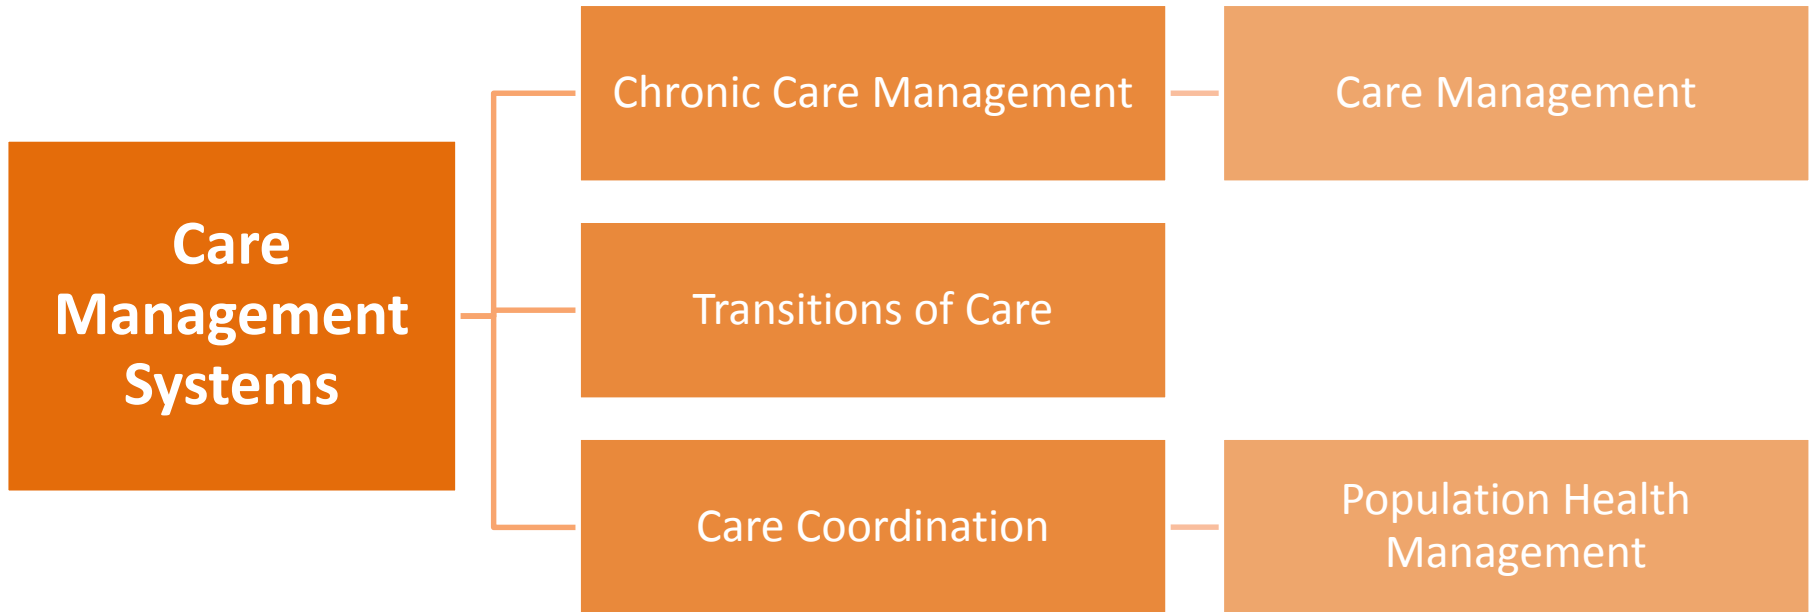 Care
Management
Systems
Chronic Care Management
Care Management
Transitions of Care
Care Coordination
Population Health
Management